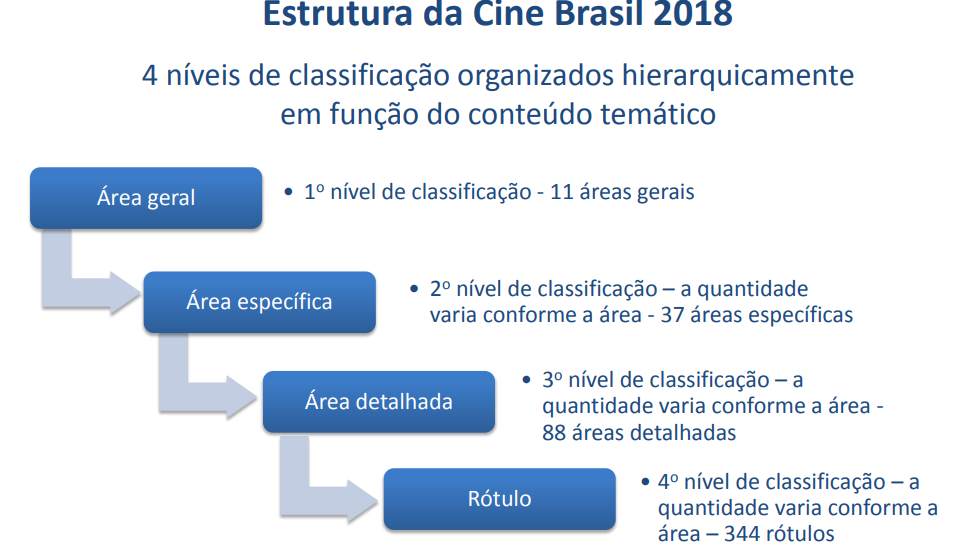 Estrutura da Cine Brasil 2018
4 níveis de classificação organizados hierarquicamente
em função do conteúdo temático
Área geral
• 1º nível de classificação - 11 áreas gerais
Área específica
• 2º nível de classificação – a quantidade
varia conforme a área - 37 áreas específicas
Área detalhada
• 3º nível de classificação – a
quantidade varia conforme a área -
88 áreas detalhadas
Rótulo
• 4º nível de classificação – a
quantidade varia conforme a
área – 344 rótulos